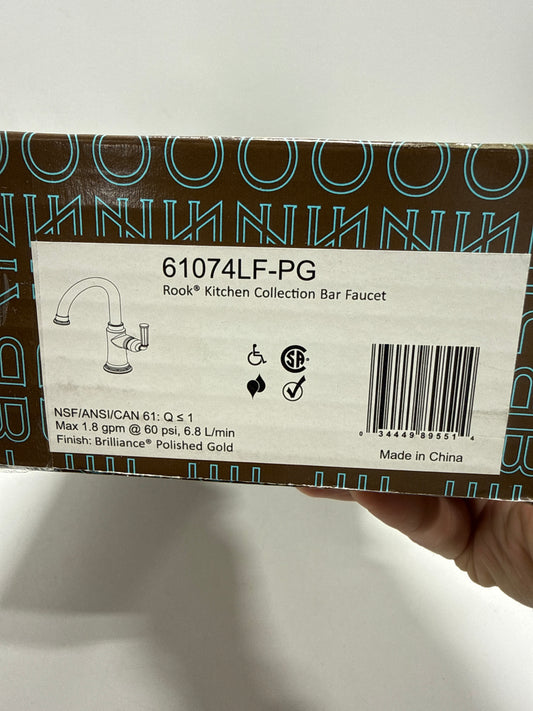 61074LF-PG
Rook® Kitchen Collection Bar Faucet
CSA®
NSF/ANSI/CAN 61: Q ≤ 1
Max 1.8 gpm @ 60 psi, 6.8 L/min
Finish: Brilliance® Polished Gold
0 34449 89551 4
Made in China